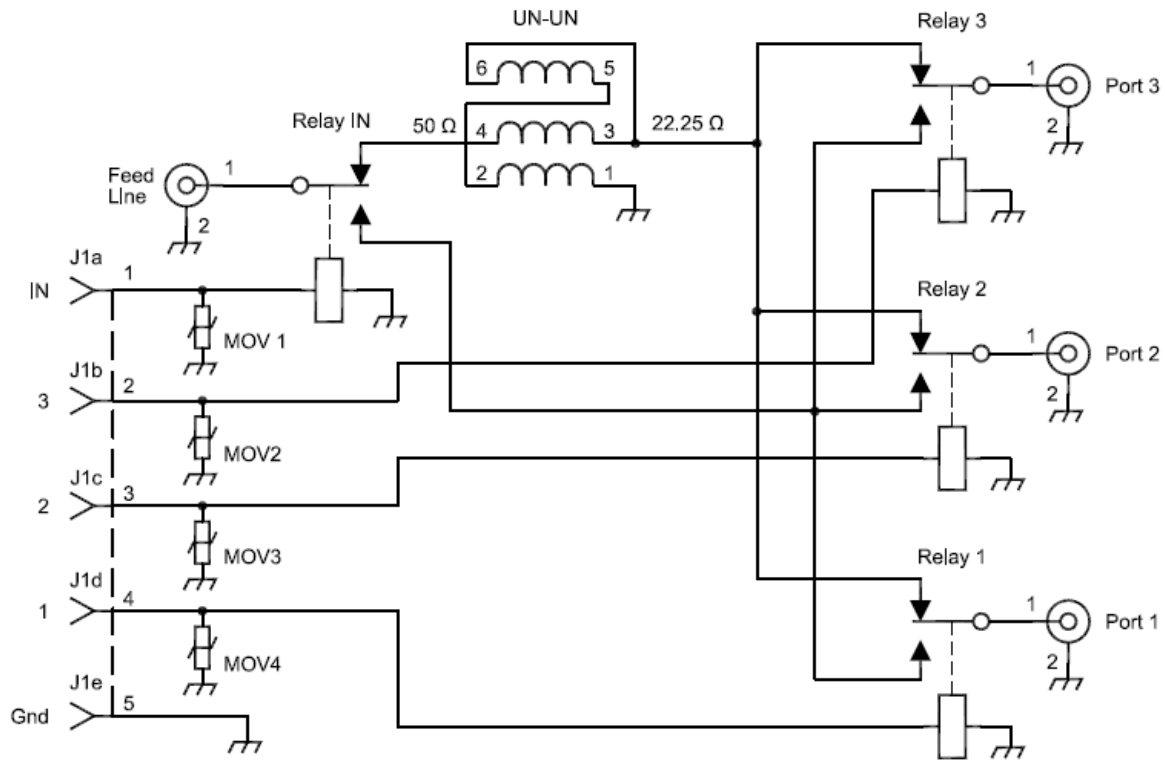 UN-UN
6 5
4 3
2 1
50 Ω
22.25 Ω
Relay IN
Feed
Line
1
2
J1a
IN
1
MOV 1
J1b
3
2
MOV2
J1c
2
3
MOV3
J1d
1
4
MOV4
J1e
Gnd
5
Relay 3
1
2
Port 3
Relay 2
1
2
Port 2
Relay 1
1
2
Port 1